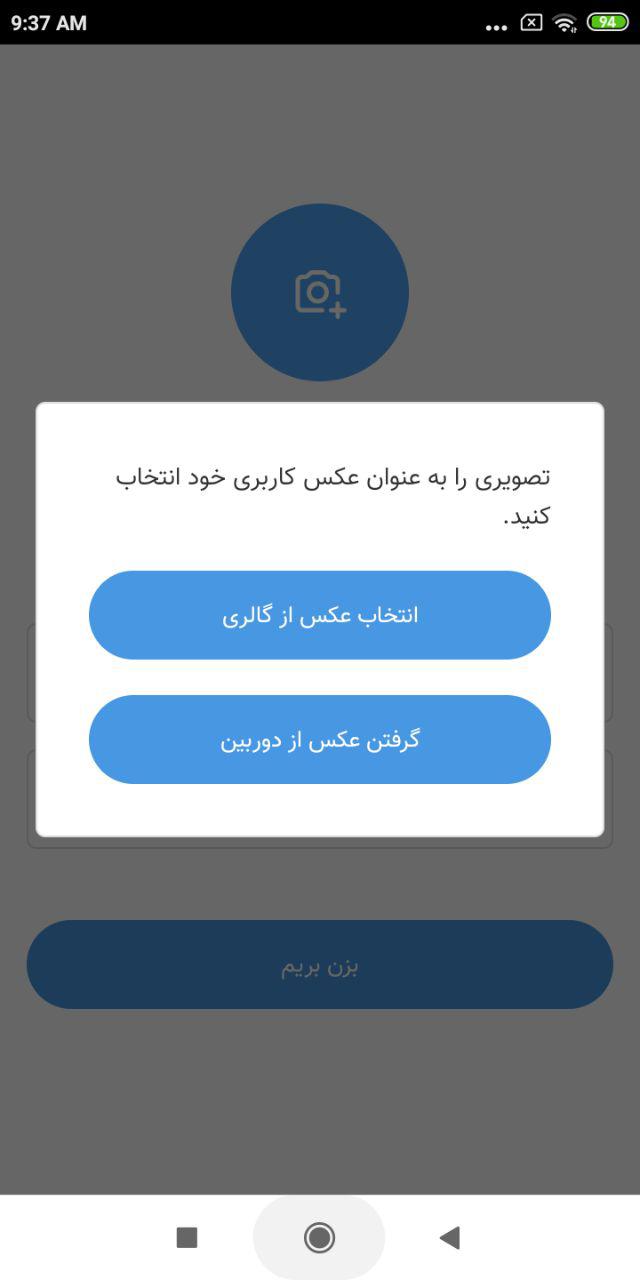 9:37 AM
94
تصویری را به عنوان عکس کاربری خود انتخاب
کنید.
انتخاب عکس از گالری
گرفتن عکس از دوربین
بزن بریم